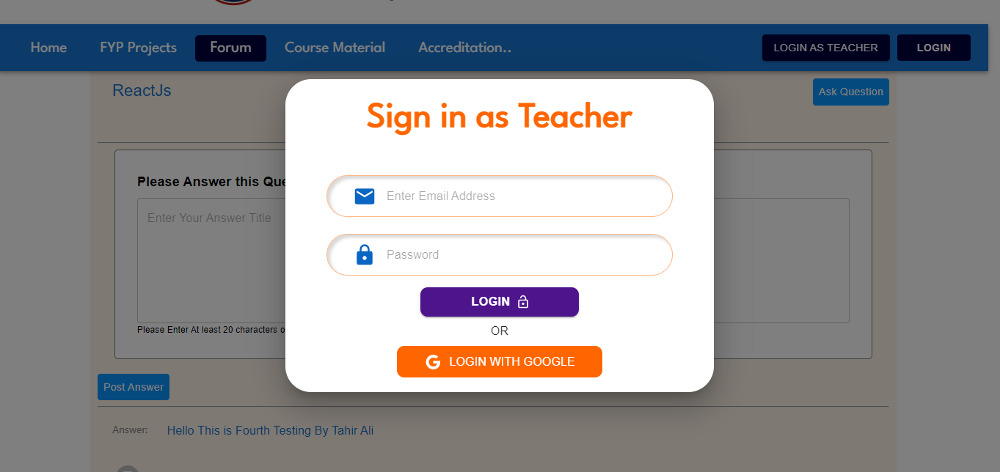 Home FYP Projects Forum Course Material Accreditation.. LOGIN AS TEACHER LOGIN
ReactJs
Ask Question
Sign in as Teacher
Please Answer this Que
Enter Email Address
Enter Your Answer Title
Password
LOGIN
Please Enter At least 20 characters o
OR
LOGIN WITH GOOGLE
Post Answer
Answer: Hello This is Fourth Testing By Tahir Ali